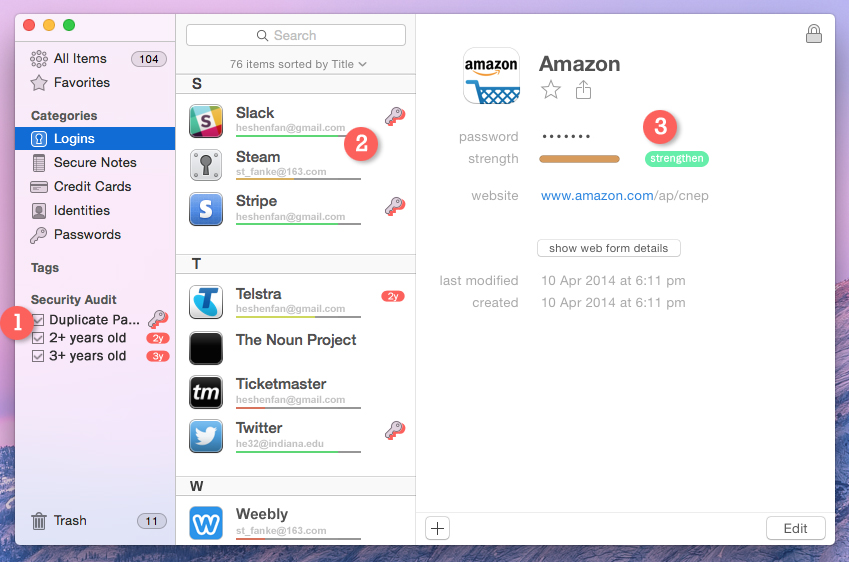 All Items 104
Favorites
Categories
Logins
Secure Notes
Credit Cards
Identities
Passwords
Tags
Security Audit
1
Duplicate Pa...
2+ years old 2y
3+ years old 3y
Trash 11
Search
76 items sorted by Title
S
Slack
heshenfan@gmail.com
2
Steam
st_fanke@163.com
S
Stripe
heshenfan@gmail.com
T
Telstra 2y
heshenfan@gmail.com
The Noun Project
tm
Ticketmaster
heshenfan@gmail.com
Twitter
he32@indiana.edu
W
Weebly
st_fanke@163.com
amazon
Amazon
3
password •••••••
strength strengthen
website www.amazon.com/ap/cnep
show web form details
last modified 10 Apr 2014 at 6:11 pm
created 10 Apr 2014 at 6:11 pm
+ Edit